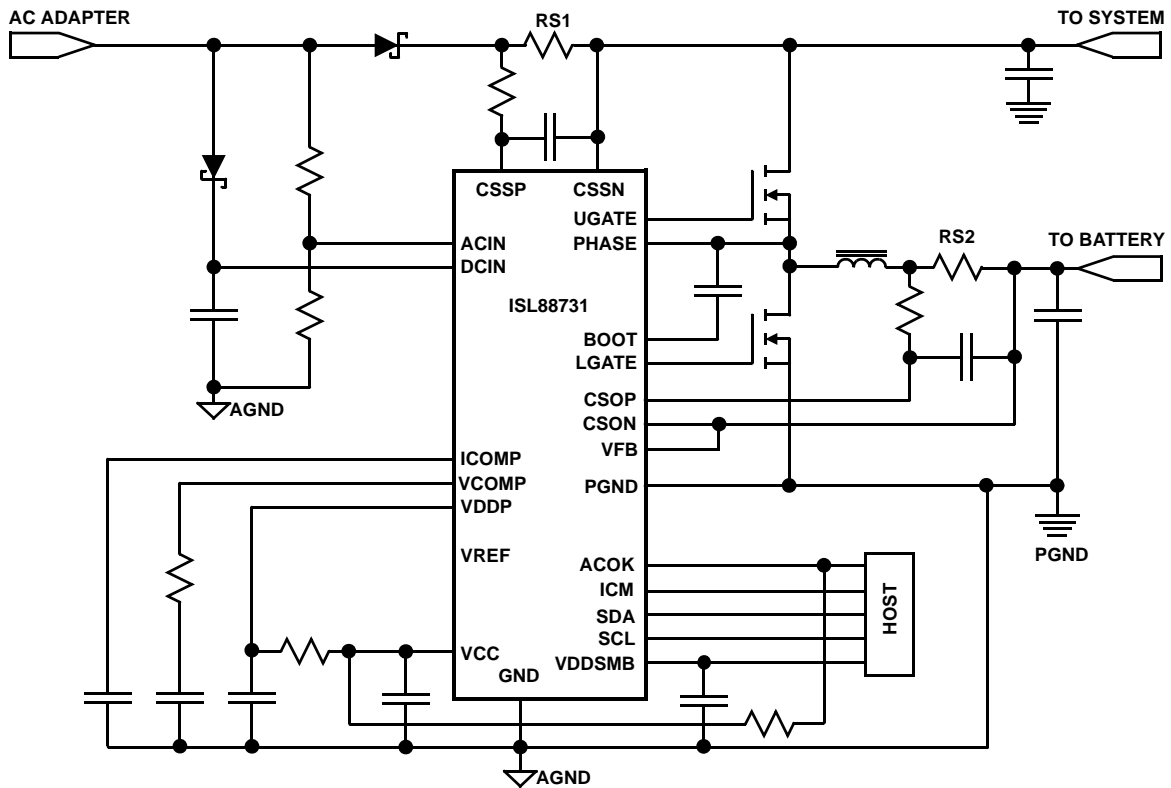 AC ADAPTER
RS1
TO SYSTEM
CSSP
CSSN
UGATE
PHASE
RS2
TO BATTERY
ACIN
DCIN
ISL88731
BOOT
LGATE
CSOP
CSON
VFB
AGND
ICOMP
VCOMP
VDDP
PGND
VREF
PGND
ACOK
ICM
SDA
SCL
VDDSMB
HOST
VCC
GND
AGND